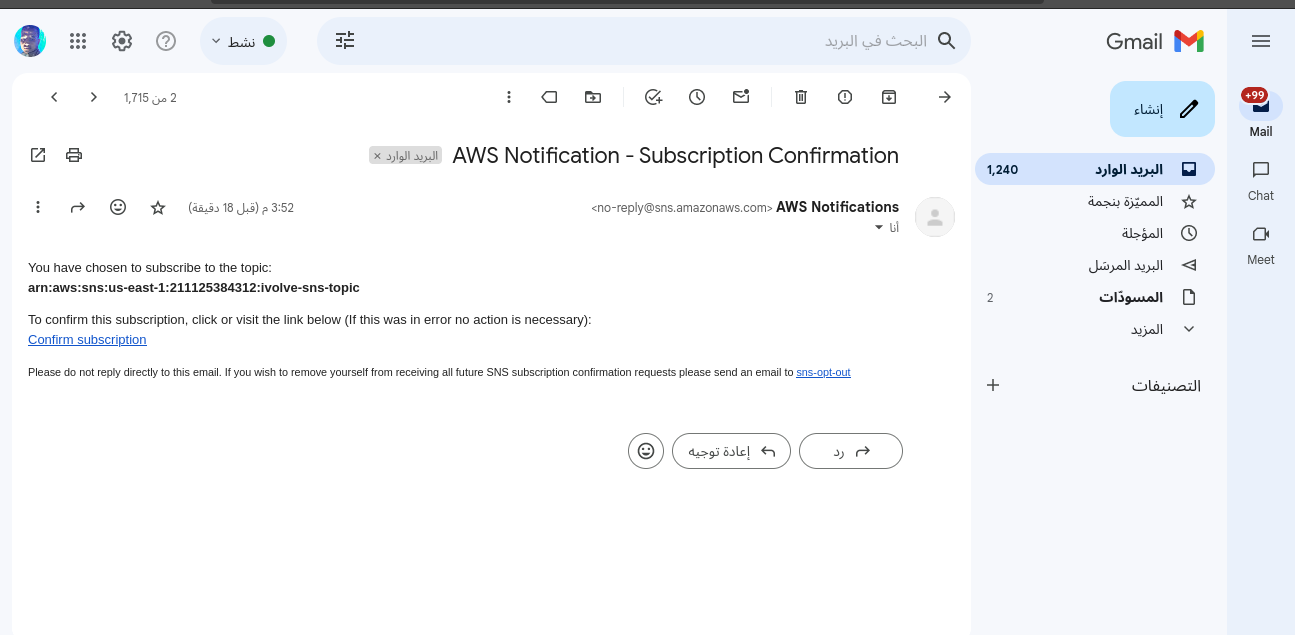 Gmail
البحث في البريد
نشط
99+
Mail
Chat
Meet
إنشاء
البريد الوارد 1,240
المميّزة بنجمة
المؤجلة
البريد المرسَل
المسودّات 2
المزيد
التصنيفات
2 من 1,715
AWS Notification - Subscription Confirmation
البريد الوارد ×
AWS Notifications <no-reply@sns.amazonaws.com>
3:52 م (قبل 18 دقيقة)
أنا
You have chosen to subscribe to the topic:
arn:aws:sns:us-east-1:211125384312:ivolve-sns-topic
To confirm this subscription, click or visit the link below (If this was in error no action is necessary):
Confirm subscription
Please do not reply directly to this email. If you wish to remove yourself from receiving all future SNS subscription confirmation requests please send an email to sns-opt-out
رد
إعادة توجيه